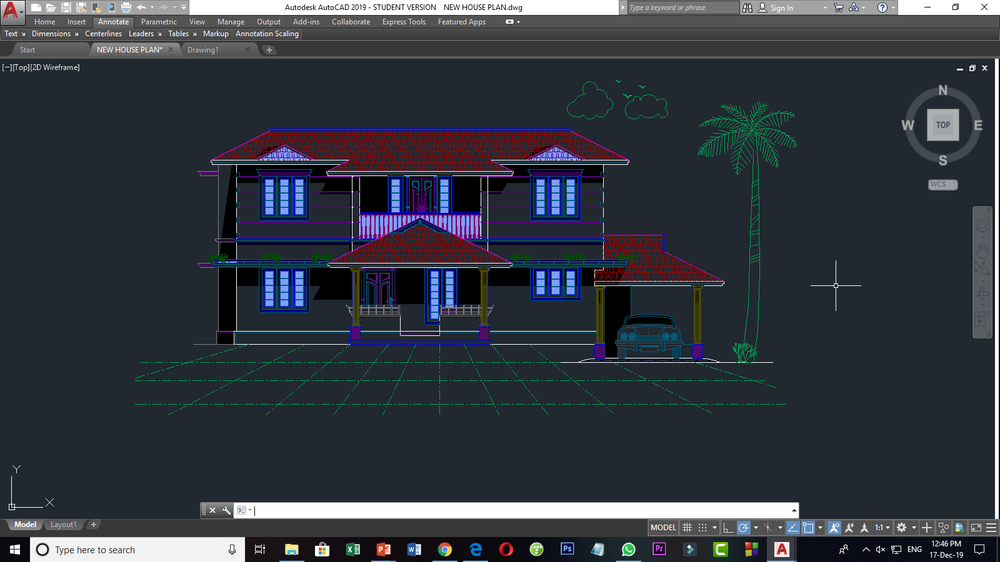 Autodesk AutoCAD 2019 - STUDENT VERSION NEW HOUSE PLAN.dwg
Type a keyword or phrase
Sign In
Home Insert Annotate Parametric View Manage Output Add-ins Collaborate Express Tools Featured Apps
Text Dimensions Centerlines Leaders Tables Markup Annotation Scaling
Start NEW HOUSE PLAN* Drawing1
[−][Top][2D Wireframe]
N
W TOP E
S
WCS
Y
X
Model Layout1
MODEL 1:1
Type here to search
ENG
12:46 PM
17-Dec-19